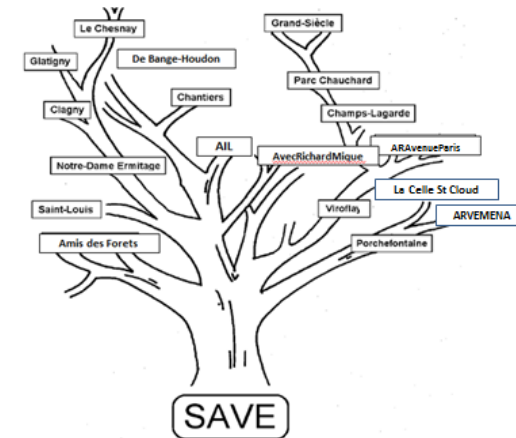 Grand-Siècle
Le Chesnay
Glatigny
De Bange-Houdon
Parc Chauchard
Chantiers
Clagny
Champs-Lagarde
AIL
AvecRichardMique
ARAvenueParis
Notre-Dame Ermitage
La Celle St Cloud
Saint-Louis
Viroflay
ARVEMENA
Amis des Forets
Porchefontaine
SAVE